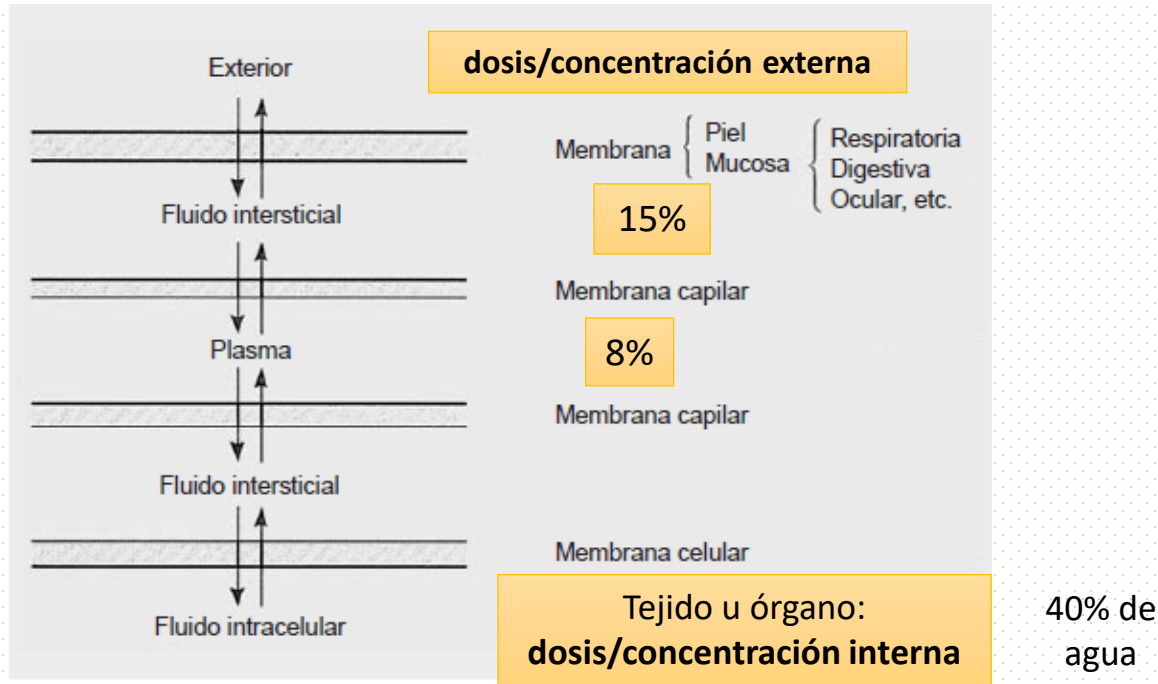 dosis/concentración externa
Exterior
Membrana
Piel
Mucosa
Respiratoria
Digestiva
Ocular, etc.
Fluido intersticial
15%
Membrana capilar
Plasma
8%
Membrana capilar
Fluido intersticial
Membrana celular
Fluido intracelular
Tejido u órgano:
dosis/concentración interna
40% de
agua